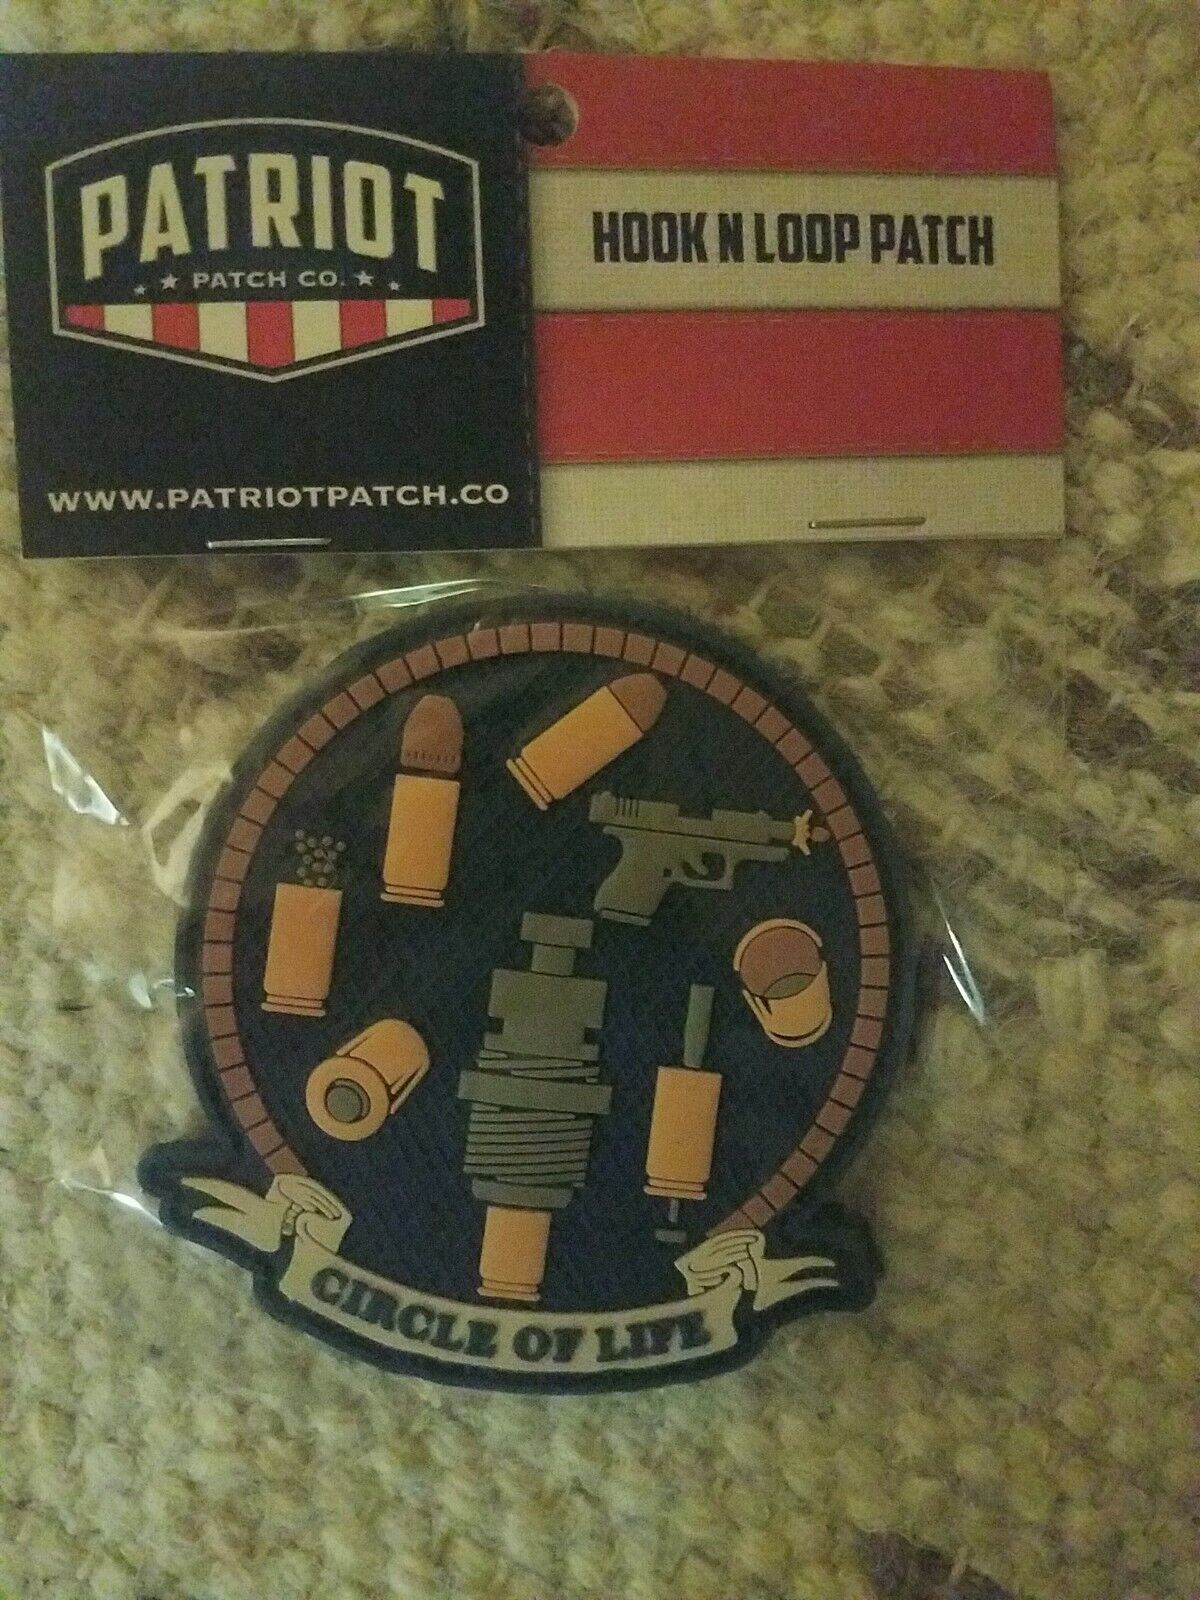 PATRIOT
PATCH CO.
WWW.PATRIOTPATCH.CO
HOOK N LOOP PATCH
CIRCLE OF LIFE